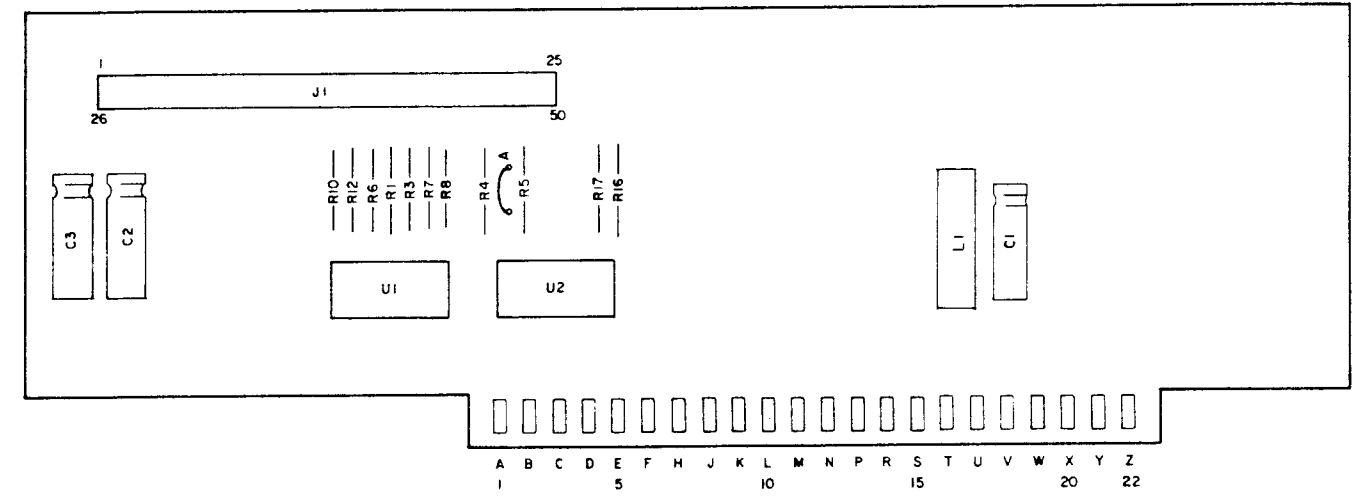 1 25
J1
26 50
R10 R12 R6 R1 R3 R7 R8 R4 A R5 R17 R16
C3 C2 L1 C1
U1 U2
A B C D E F H J K L M N P R S T U V W X Y Z
1 5 10 15 20 22